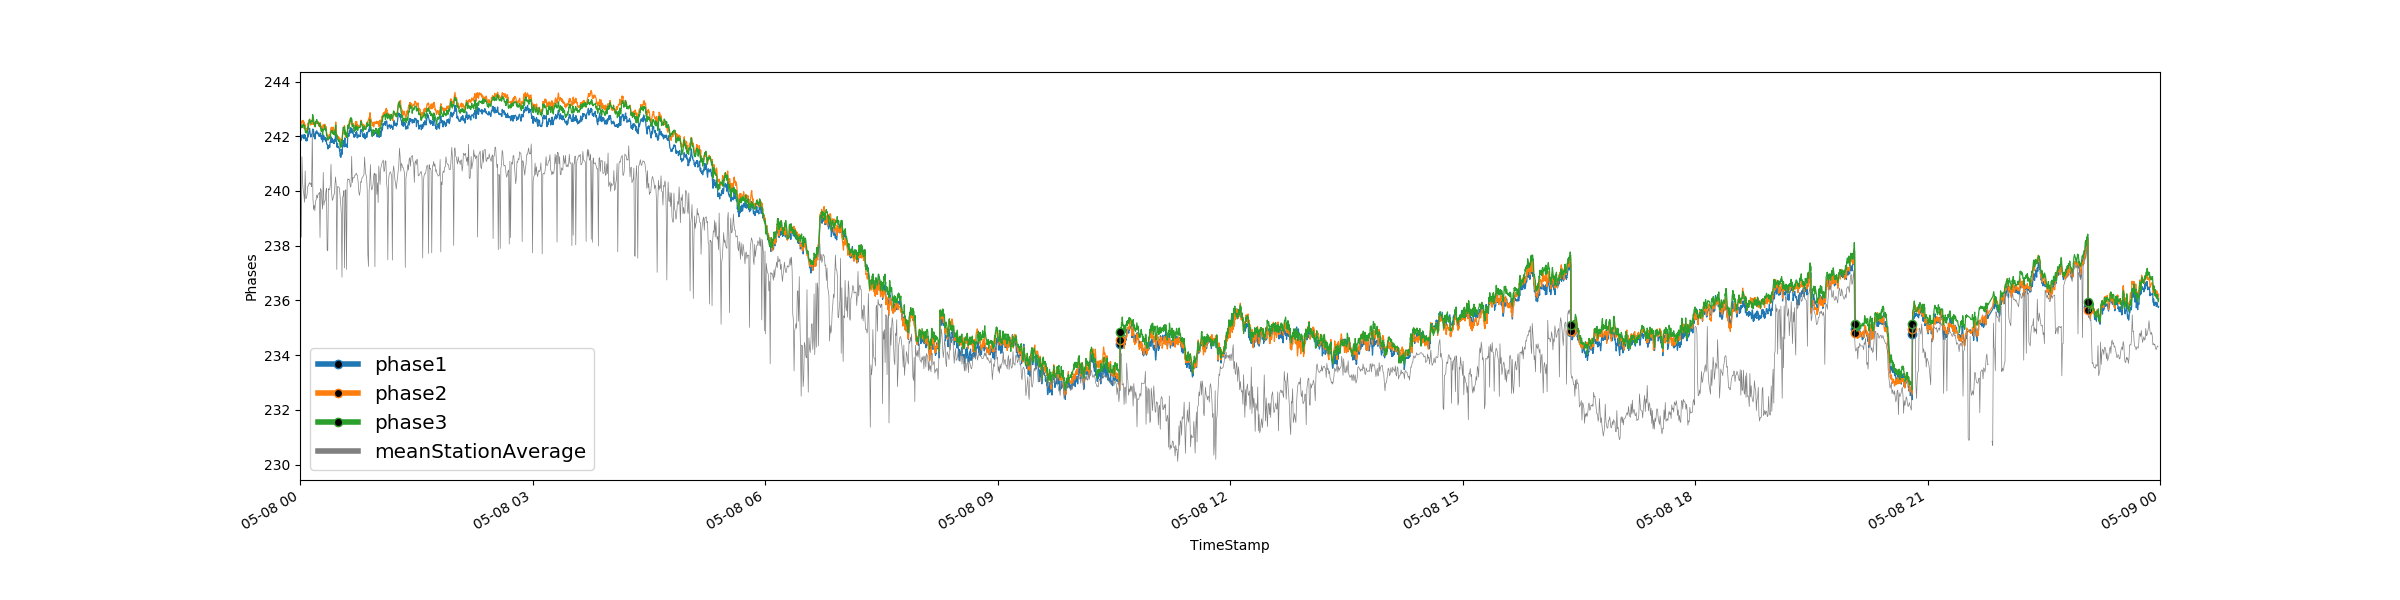 244
242
240
238
236
234
232
230
Phases
phase1
phase2
phase3
meanStationAverage
05-08 00
05-08 03
05-08 06
05-08 09
05-08 12
05-08 15
05-08 18
05-08 21
05-09 00
TimeStamp